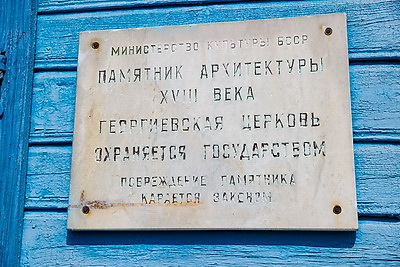 МИНИСТЕРСТВО КУЛЬТУРЫ БССР
ПАМЯТНИК АРХИТЕКТУРЫ
XVIII ВЕКА
ГЕОРГИЕВСКАЯ ЦЕРКОВЬ
ОХРАНЯЕТСЯ ГОСУДАРСТВОМ
ПОВРЕЖДЕНИЕ ПАМЯТНИКА
КАРАЕТСЯ ЗАКОНОМ